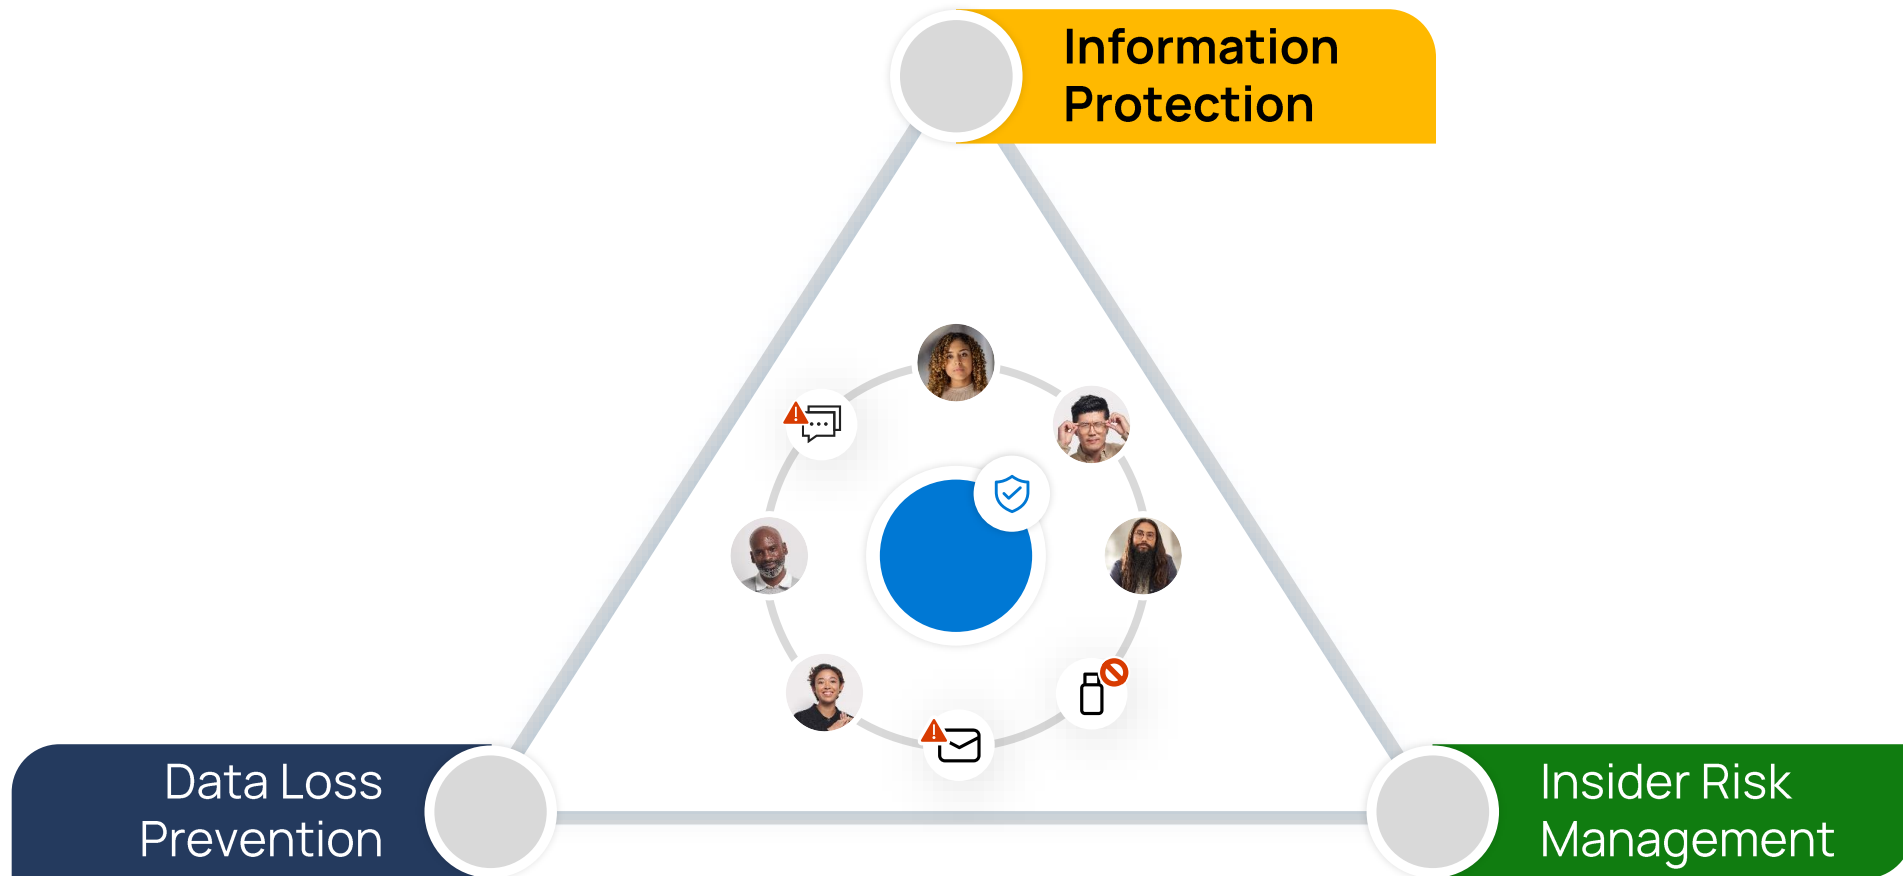 Information
Protection
Data Loss
Prevention
Insider Risk
Management